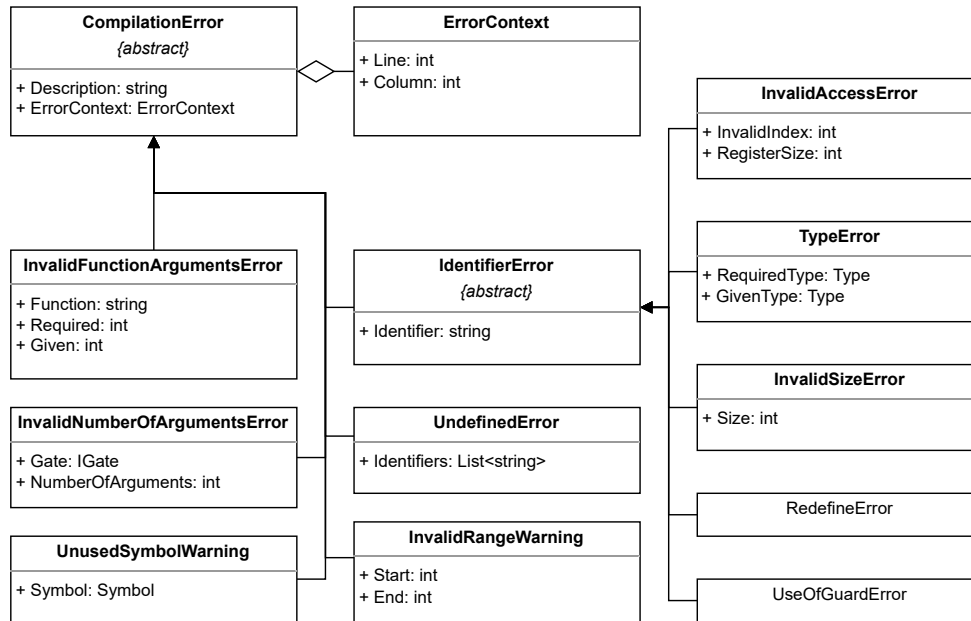 CompilationError
{abstract}
+ Description: string
+ ErrorContext: ErrorContext
ErrorContext
+ Line: int
+ Column: int
InvalidAccessError
+ InvalidIndex: int
+ RegisterSize: int
InvalidFunctionArgumentsError
+ Function: string
+ Required: int
+ Given: int
IdentifierError
{abstract}
+ Identifier: string
TypeError
+ RequiredType: Type
+ GivenType: Type
InvalidSizeError
+ Size: int
InvalidNumberOfArgumentsError
+ Gate: IGate
+ NumberOfArguments: int
UndefinedError
+ Identifiers: List<string>
RedefineError
UnusedSymbolWarning
+ Symbol: Symbol
InvalidRangeWarning
+ Start: int
+ End: int
UseOfGuardError